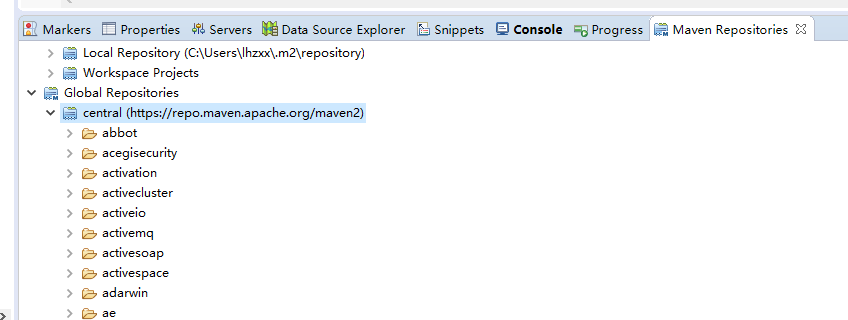 Markers Properties Servers Data Source Explorer Snippets Console Progress Maven Repositories
Local Repository (C:\Users\lhzxx\.m2\repository)
Workspace Projects
Global Repositories
central (https://repo.maven.apache.org/maven2)
abbot
acegisecurity
activation
activecluster
activeio
activemq
activesoap
activespace
adarwin
ae